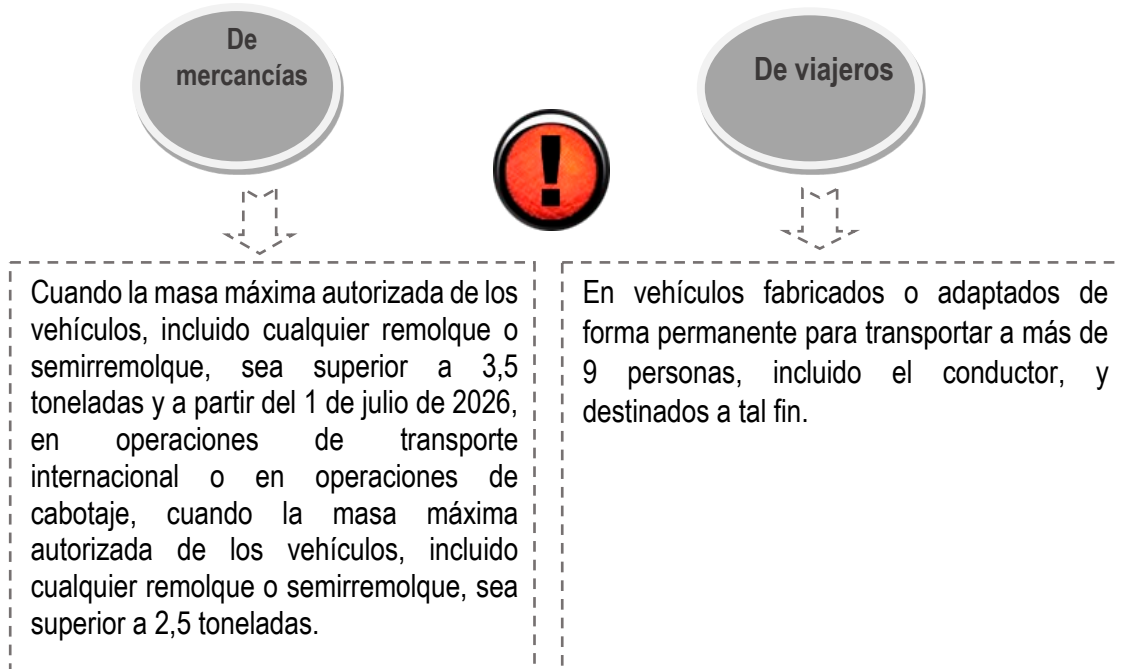 De
mercancías
De viajeros
!
Cuando la masa máxima autorizada de los
vehículos, incluido cualquier remolque o
semirremolque, sea superior a 3,5
toneladas y a partir del 1 de julio de 2026,
en operaciones de transporte
internacional o en operaciones de
cabotaje, cuando la masa máxima
autorizada de los vehículos, incluido
cualquier remolque o semirremolque, sea
superior a 2,5 toneladas.
En vehículos fabricados o adaptados de
forma permanente para transportar a más de
9 personas, incluido el conductor, y
destinados a tal fin.